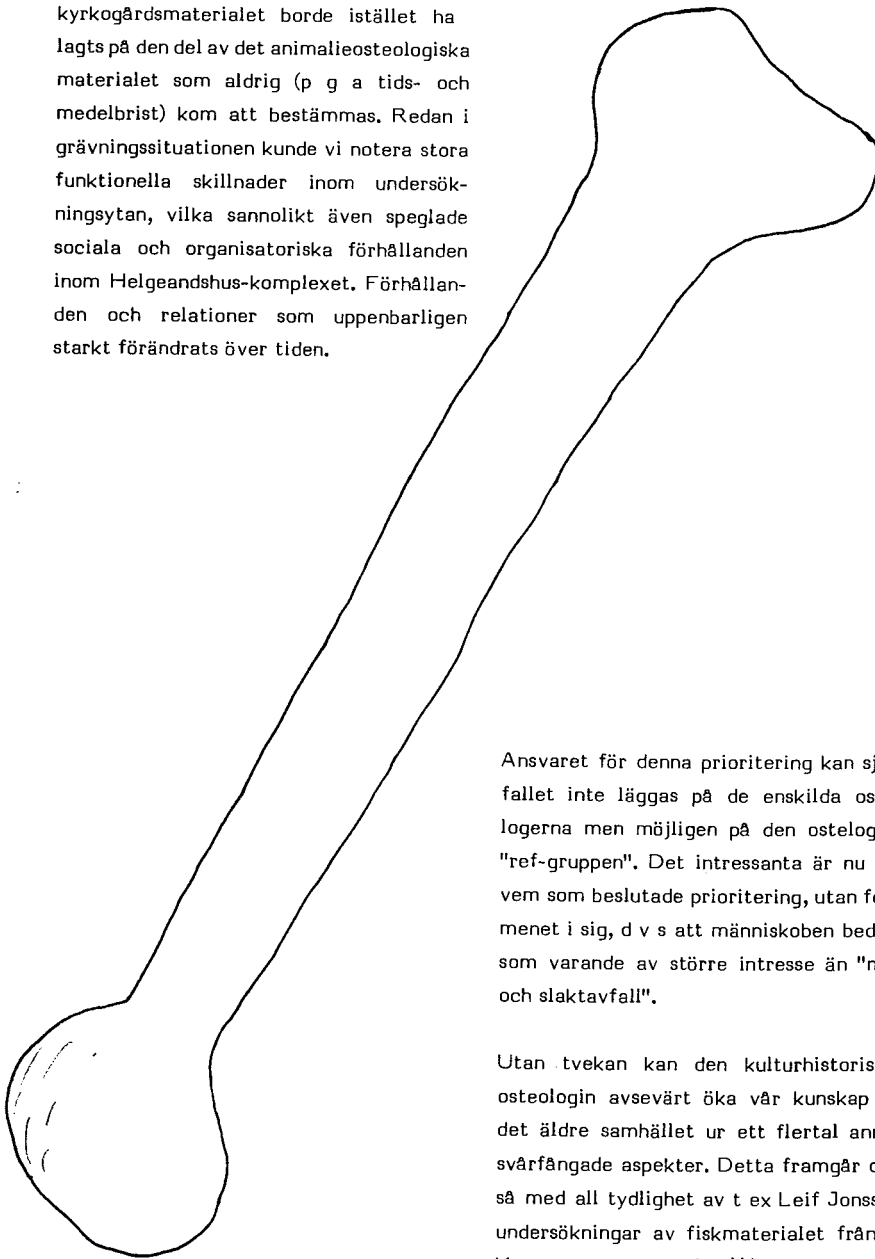 kyrkogårdsmaterialet borde istället ha
lagts på den del av det animalieosteologiska
materialet som aldrig (p g a tids- och
medelbrist) kom att bestämmas. Redan i
grävningssituationen kunde vi notera stora
funktionella skillnader inom undersök-
ningsytan, vilka sannolikt även speglade
sociala och organisatoriska förhållanden
inom Helgeandshus-komplexet. Förhållan-
den och relationer som uppenbarligen
starkt förändrats över tiden.
Ansvaret för denna prioritering kan
fallet inte läggas på de enskilda
logerna men möjligen på den
"ref-gruppen". Det intressanta är nu
vem som beslutade prioritering, utan
menet i sig, d v s att människoben
som varande av större intresse än
och slaktavfall".
Utan tvekan kan den
osteologin avsevärt öka vår kunskap
det äldre samhället ur ett flertal
svårfångade aspekter. Detta framgår
så med all tydlighet av t ex Leif
undersökningar av fiskmaterialet från